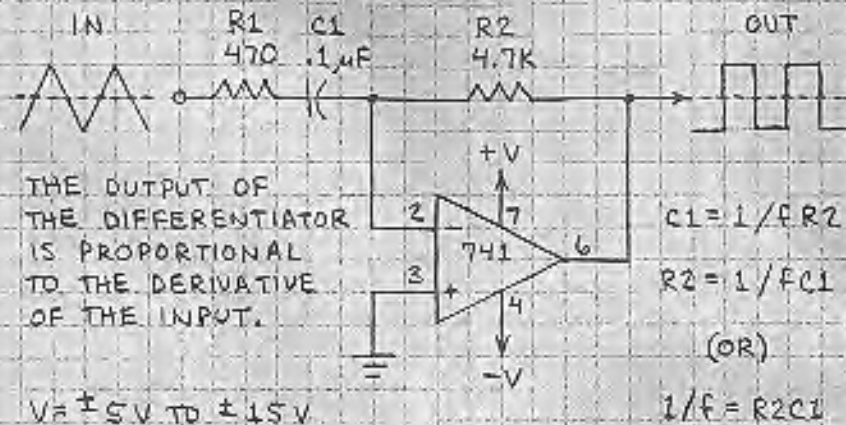 IN
R1
470
C1
.1µF
R2
4.7K
OUT
+V
THE OUTPUT OF
THE DIFFERENTIATOR
IS PROPORTIONAL
TO THE DERIVATIVE
OF THE INPUT.
2
-
7
741
6
3
+
4
-V
C1 = 1/fR2
R2 = 1/fC1
(OR)
1/f = R2C1
V= ±5V TO ±15V